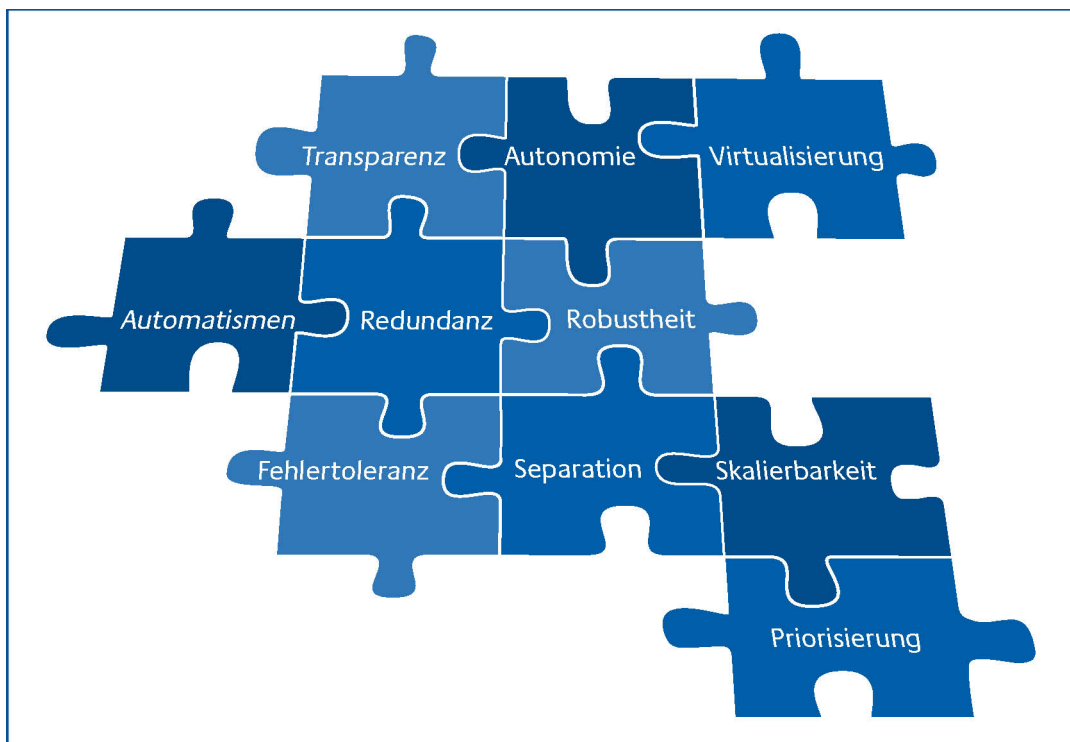 Transparenz
Autonomie
Virtualisierung
Automatismen
Redundanz
Robustheit
Fehlertoleranz
Separation
Skalierbarkeit
Priorisierung